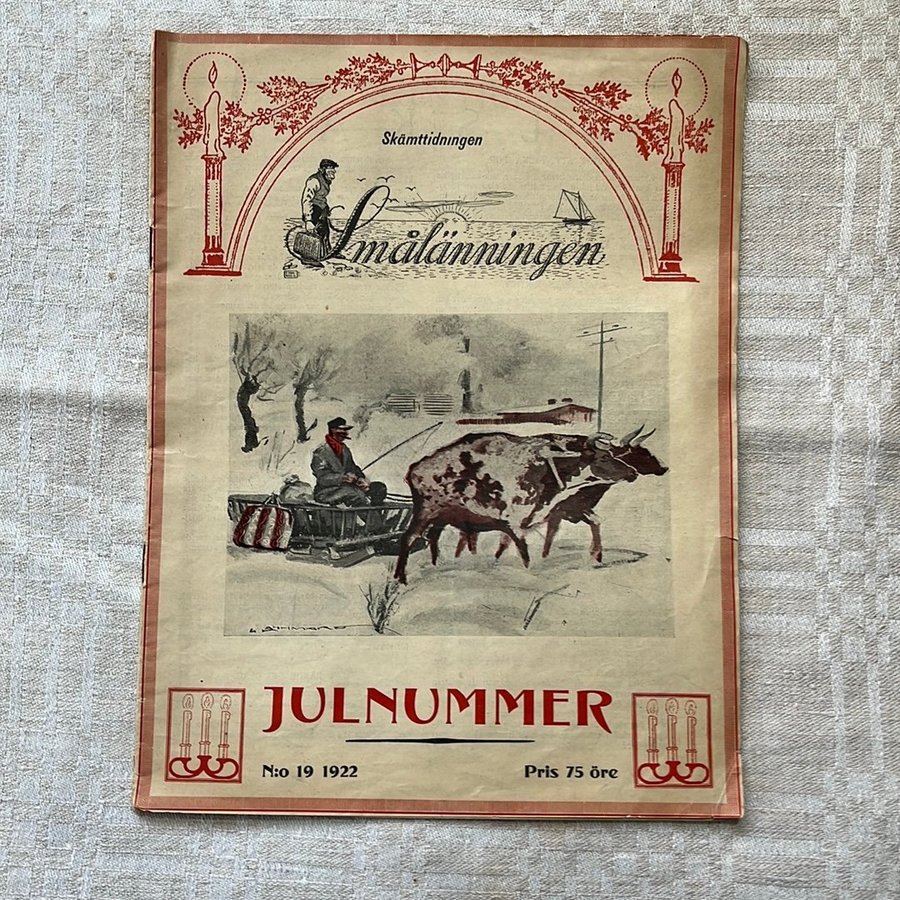 Skämttidningen
Smålänningen
JULNUMMER
N:o 19 1922
Pris 75 öre